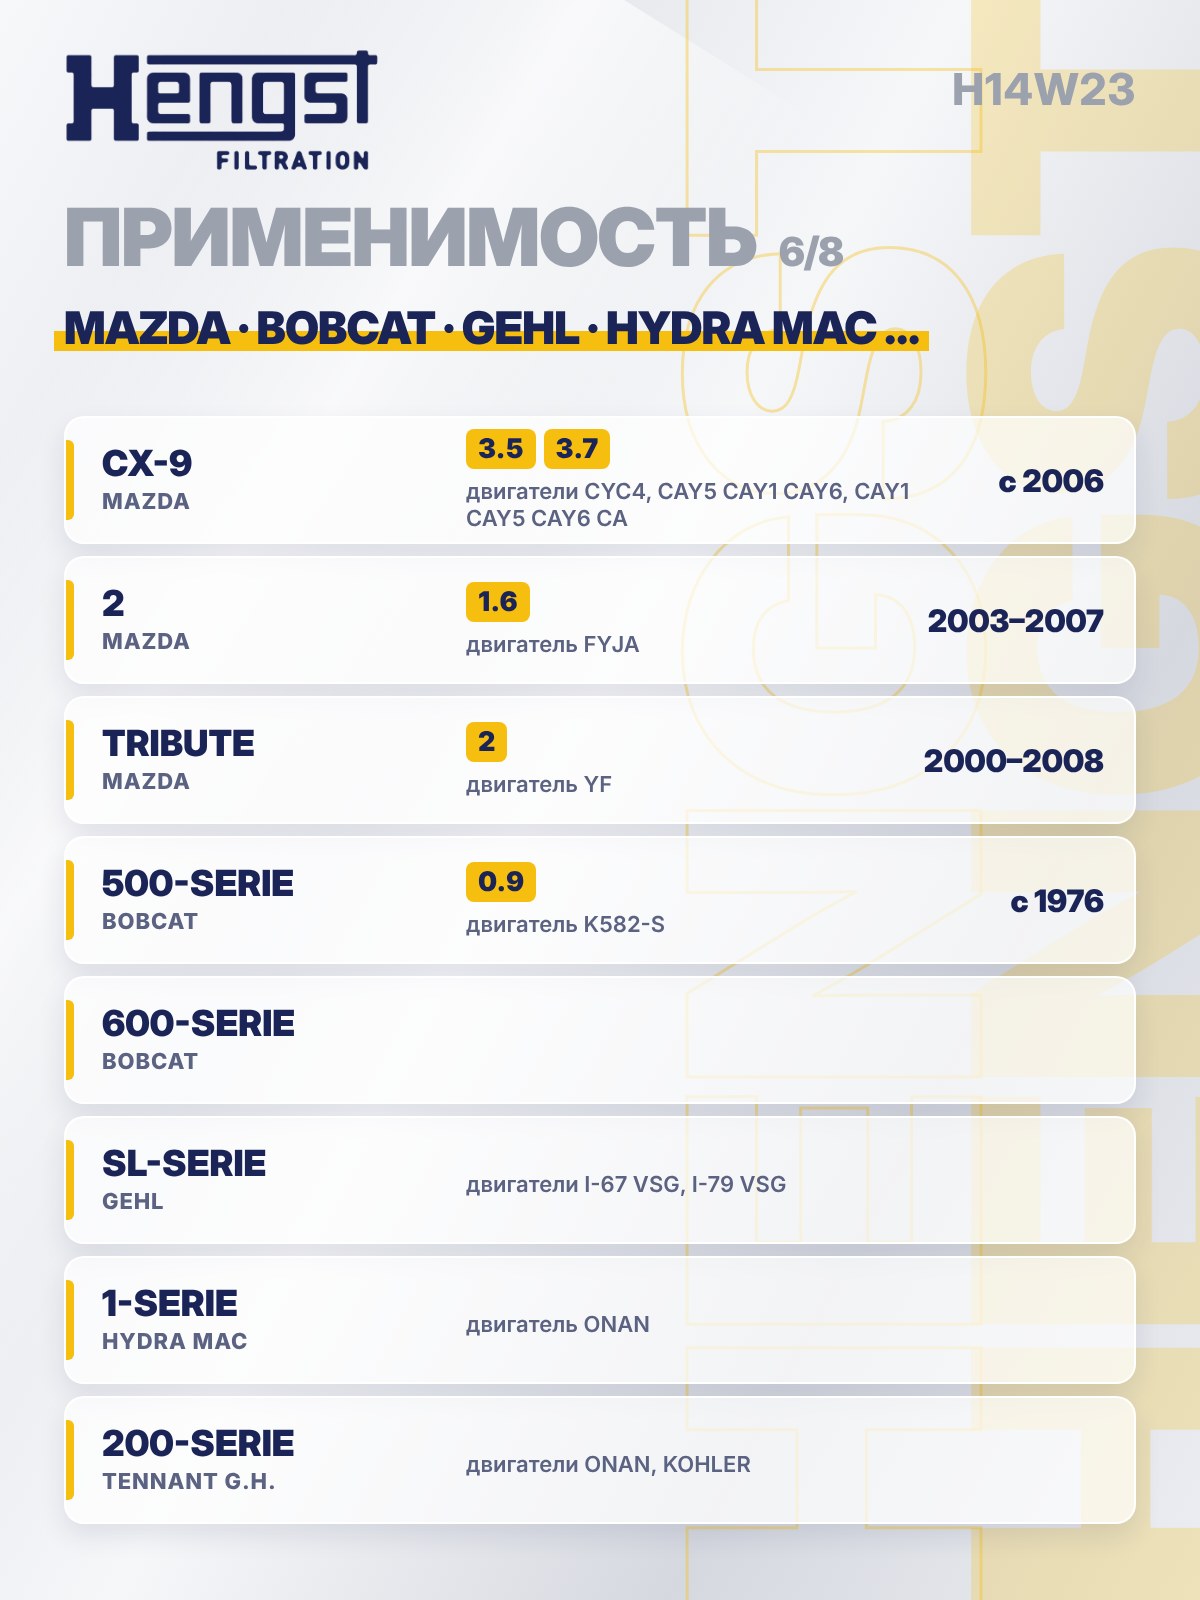 Hengst
FILTRATION
H14W23
ПРИМЕНИМОСТЬ 6/8
MAZDA · BOBCAT · GEHL · HYDRA MAC ...
CX-9
MAZDA
3.5 3.7
двигатели CYC4, CAY5 CAY1 CAY6, CAY1
CAY5 CAY6 CA
с 2006
2
MAZDA
1.6
двигатель FYJA
2003–2007
TRIBUTE
MAZDA
2
двигатель YF
2000–2008
500-SERIE
BOBCAT
0.9
двигатель K582-S
с 1976
600-SERIE
BOBCAT
SL-SERIE
GEHL
двигатели I-67 VSG, I-79 VSG
1-SERIE
HYDRA MAC
двигатель ONAN
200-SERIE
TENNANT G.H.
двигатели ONAN, KOHLER
HENGST
HENGST